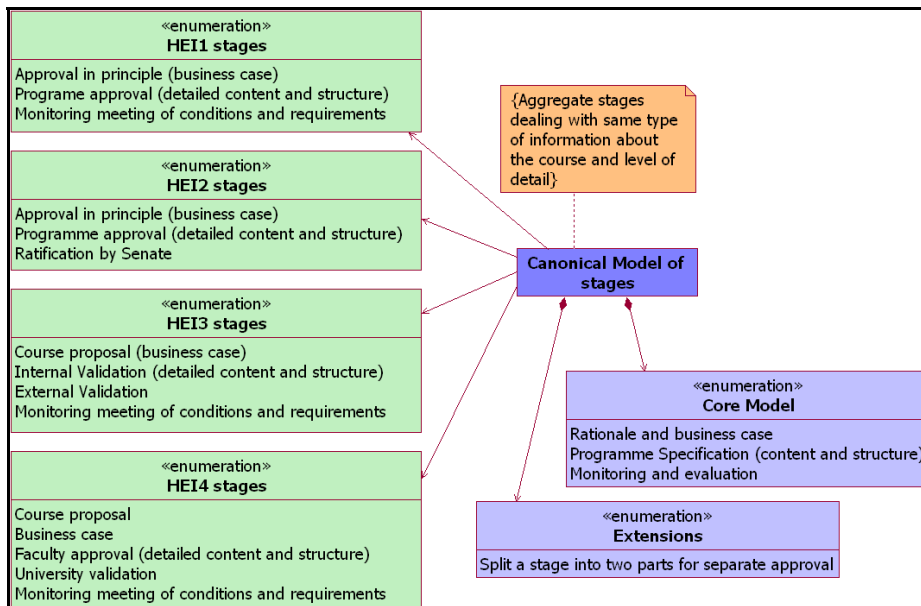 «enumeration»
HEI1 stages
Approval in principle (business case)
Programe approval (detailed content and structure)
Monitoring meeting of conditions and requirements
«enumeration»
HEI2 stages
Approval in principle (business case)
Programme approval (detailed content and structure)
Ratification by Senate
«enumeration»
HEI3 stages
Course proposal (business case)
Internal Validation (detailed content and structure)
External Validation
Monitoring meeting of conditions and requirements
«enumeration»
HEI4 stages
Course proposal
Business case
Faculty approval (detailed content and structure)
University validation
Monitoring meeting of conditions and requirements
{Aggregate stages
dealing with same type
of information about
the course and level of
detail}
Canonical Model of
stages
«enumeration»
Core Model
Rationale and business case
Programme Specification (content and structure)
Monitoring and evaluation
«enumeration»
Extensions
Split a stage into two parts for separate approval